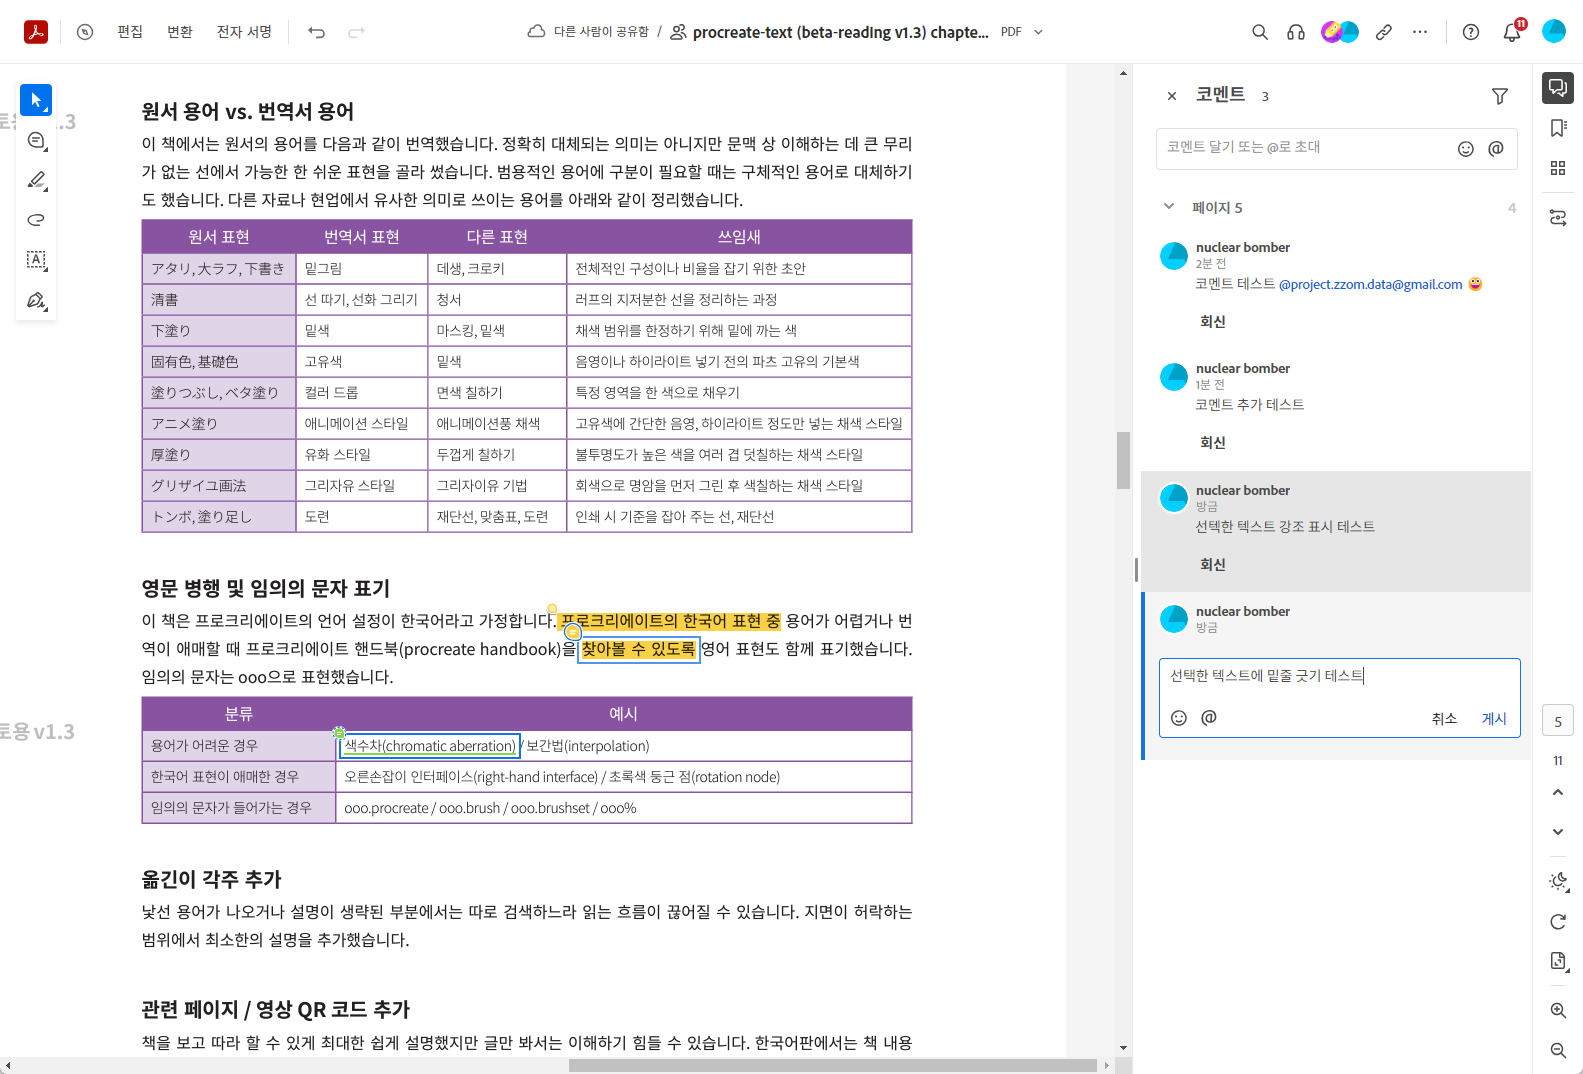 편집 변환 전자 서명 다른 사람이 공유함 / procreate-text (beta-reading v1.3) chapte... PDF 11
토용 v1.3
원서 용어 vs. 번역서 용어
이 책에서는 원서의 용어를 다음과 같이 번역했습니다. 정확히 대체되는 의미는 아니지만 문맥 상 이해하는 데 큰 무리
가 없는 선에서 가능한 한 쉬운 표현을 골라 썼습니다. 범용적인 용어에 구분이 필요할 때는 구체적인 용어로 대체하기
도 했습니다. 다른 자료나 현업에서 유사한 의미로 쓰이는 용어를 아래와 같이 정리했습니다.
원서 표현 번역서 표현 다른 표현 쓰임새
アタリ, 大ラフ, 下書き 밑그림 데생, 크로키 전체적인 구성이나 비율을 잡기 위한 초안
清書 선 따기, 선화 그리기 청서 러프의 지저분한 선을 정리하는 과정
下塗り 밑색 마스킹, 밑색 채색 범위를 한정하기 위해 밑에 까는 색
固有色, 基礎色 고유색 밑색 음영이나 하이라이트 넣기 전의 파츠 고유의 기본색
塗りつぶし, ベタ塗り 컬러 드롭 면색 칠하기 특정 영역을 한 색으로 채우기
アニメ塗り 애니메이션 스타일 애니메이션풍 채색 고유색에 간단한 음영, 하이라이트 정도만 넣는 채색 스타일
厚塗り 유화 스타일 두껍게 칠하기 불투명도가 높은 색을 여러 겹 덧칠하는 채색 스타일
グリザイユ画法 그리자유 스타일 그리자이유 기법 회색으로 명암을 먼저 그린 후 색칠하는 채색 스타일
トンボ, 塗り足し 도련 재단선, 맞춤표, 도련 인쇄 시 기준을 잡아 주는 선, 재단선
영문 병행 및 임의의 문자 표기
이 책은 프로크리에이트의 언어 설정이 한국어라고 가정합니다. 프로크리에이트의 한국어 표현 중 용어가 어렵거나 번
역이 애매할 때 프로크리에이트 핸드북(procreate handbook)을 찾아볼 수 있도록 영어 표현도 함께 표기했습니다.
임의의 문자는 ooo으로 표현했습니다.
토용 v1.3
분류 예시
용어가 어려운 경우 색수차(chromatic aberration) / 보간법(interpolation)
한국어 표현이 애매한 경우 오른손잡이 인터페이스(right-hand interface) / 초록색 둥근 점(rotation node)
임의의 문자가 들어가는 경우 ooo.procreate / ooo.brush / ooo.brushset / ooo%
옮긴이 각주 추가
낯선 용어가 나오거나 설명이 생략된 부분에서는 따로 검색하느라 읽는 흐름이 끊어질 수 있습니다. 지면이 허락하는
범위에서 최소한의 설명을 추가했습니다.
관련 페이지 / 영상 QR 코드 추가
책을 보고 따라 할 수 있게 최대한 쉽게 설명했지만 글만 봐서는 이해하기 힘들 수 있습니다. 한국어판에서는 책 내용
코멘트 3
코멘트 달기 또는 @로 초대
페이지 5 4
nuclear bomber
2분 전
코멘트 테스트 @project.zzom.data@gmail.com
회신
nuclear bomber
1분 전
코멘트 추가 테스트
회신
nuclear bomber
방금
선텍한 텍스트 강조 표시 테스트
회신
nuclear bomber
방금
선택한 텍스트에 밑줄 긋기 테스트
취소 게시
5
11